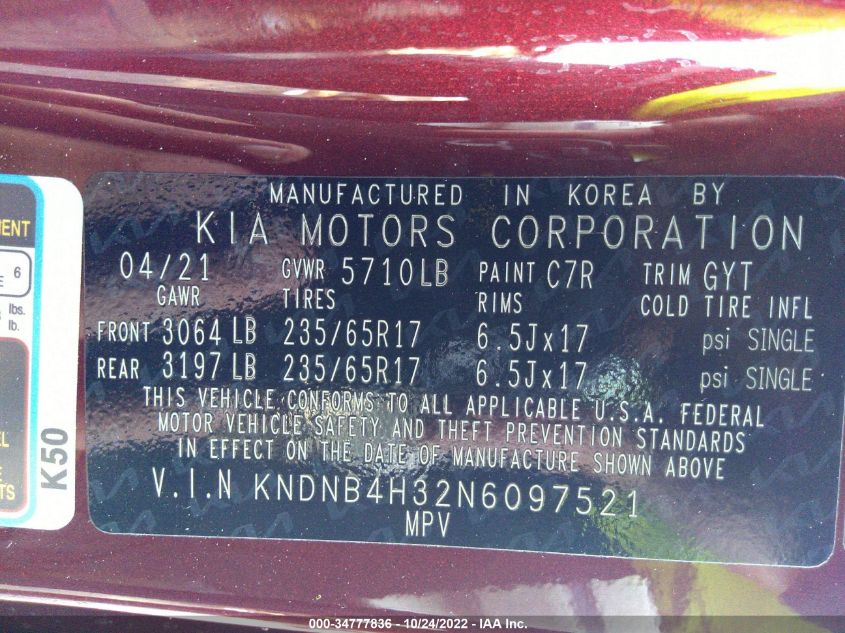 MANUFACTURED IN KOREA BY
KIA MOTORS CORPORATION
04/21 GVWR 5710LB PAINT C7R TRIM GYT
GAWR TIRES RIMS COLD TIRE INFL
FRONT 3064 LB 235/65R17 6.5Jx17 psi SINGLE
REAR 3197 LB 235/65R17 6.5Jx17 psi SINGLE
THIS VEHICLE CONFORMS TO ALL APPLICABLE U.S.A. FEDERAL
MOTOR VEHICLE SAFETY AND THEFT PREVENTION STANDARDS
IN EFFECT ON THE DATE OF MANUFACTURE SHOWN ABOVE
V.I.N KNDNB4H32N6097521
MPV
6
lbs.
lb.
K50
000-34777836 - 10/24/2022 - IAA Inc.